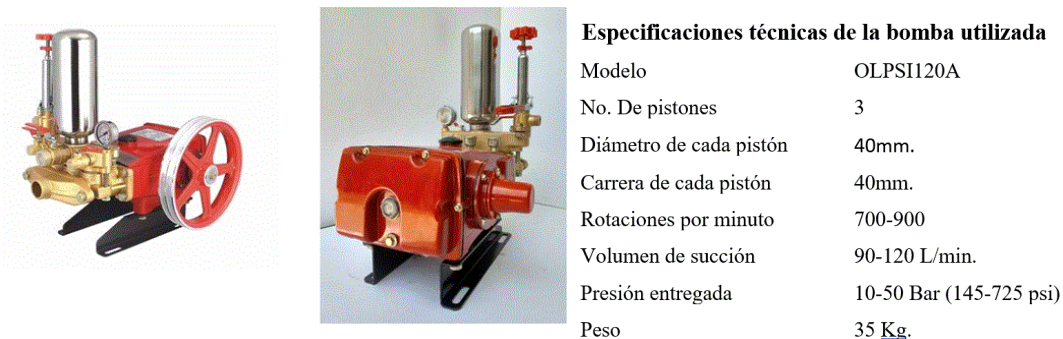 Especificaciones técnicas de la bomba utilizada
Modelo OLPSI120A
No. De pistones 3
Diámetro de cada pistón 40mm.
Carrera de cada pistón 40mm.
Rotaciones por minuto 700-900
Volumen de succión 90-120 L/min.
Presión entregada 10-50 Bar (145-725 psi)
Peso 35 Kg.